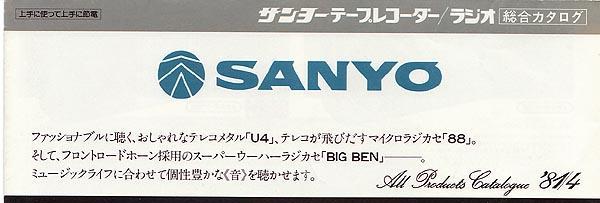 上手に使って上手に節電
サンヨーテープレコーダー/ラジオ 総合カタログ
SANYO
ファッショナブルに聴く、おしゃれなテレコメタル「U4」、テレコが飛びだすマイクロラジカセ「88」。
そして、フロントロードホーン採用のスーパーウーハーラジカセ「BIG BEN」———。
ミュージックライフに合わせて個性豊かな《音》を聴かせます。
All Products Catalogue '81/4